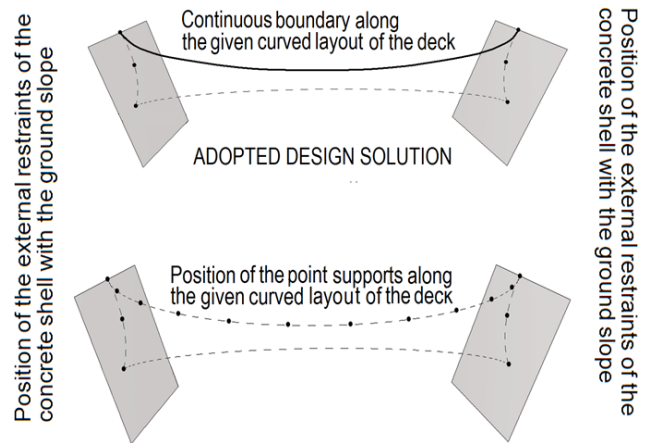 Position of the external restraints of the
concrete shell with the ground slope
Continuous boundary along
the given curved layout of the deck
ADOPTED DESIGN SOLUTION
Position of the point supports along
the given curved layout of the deck
Position of the external restraints of the
concrete shell with the ground slope